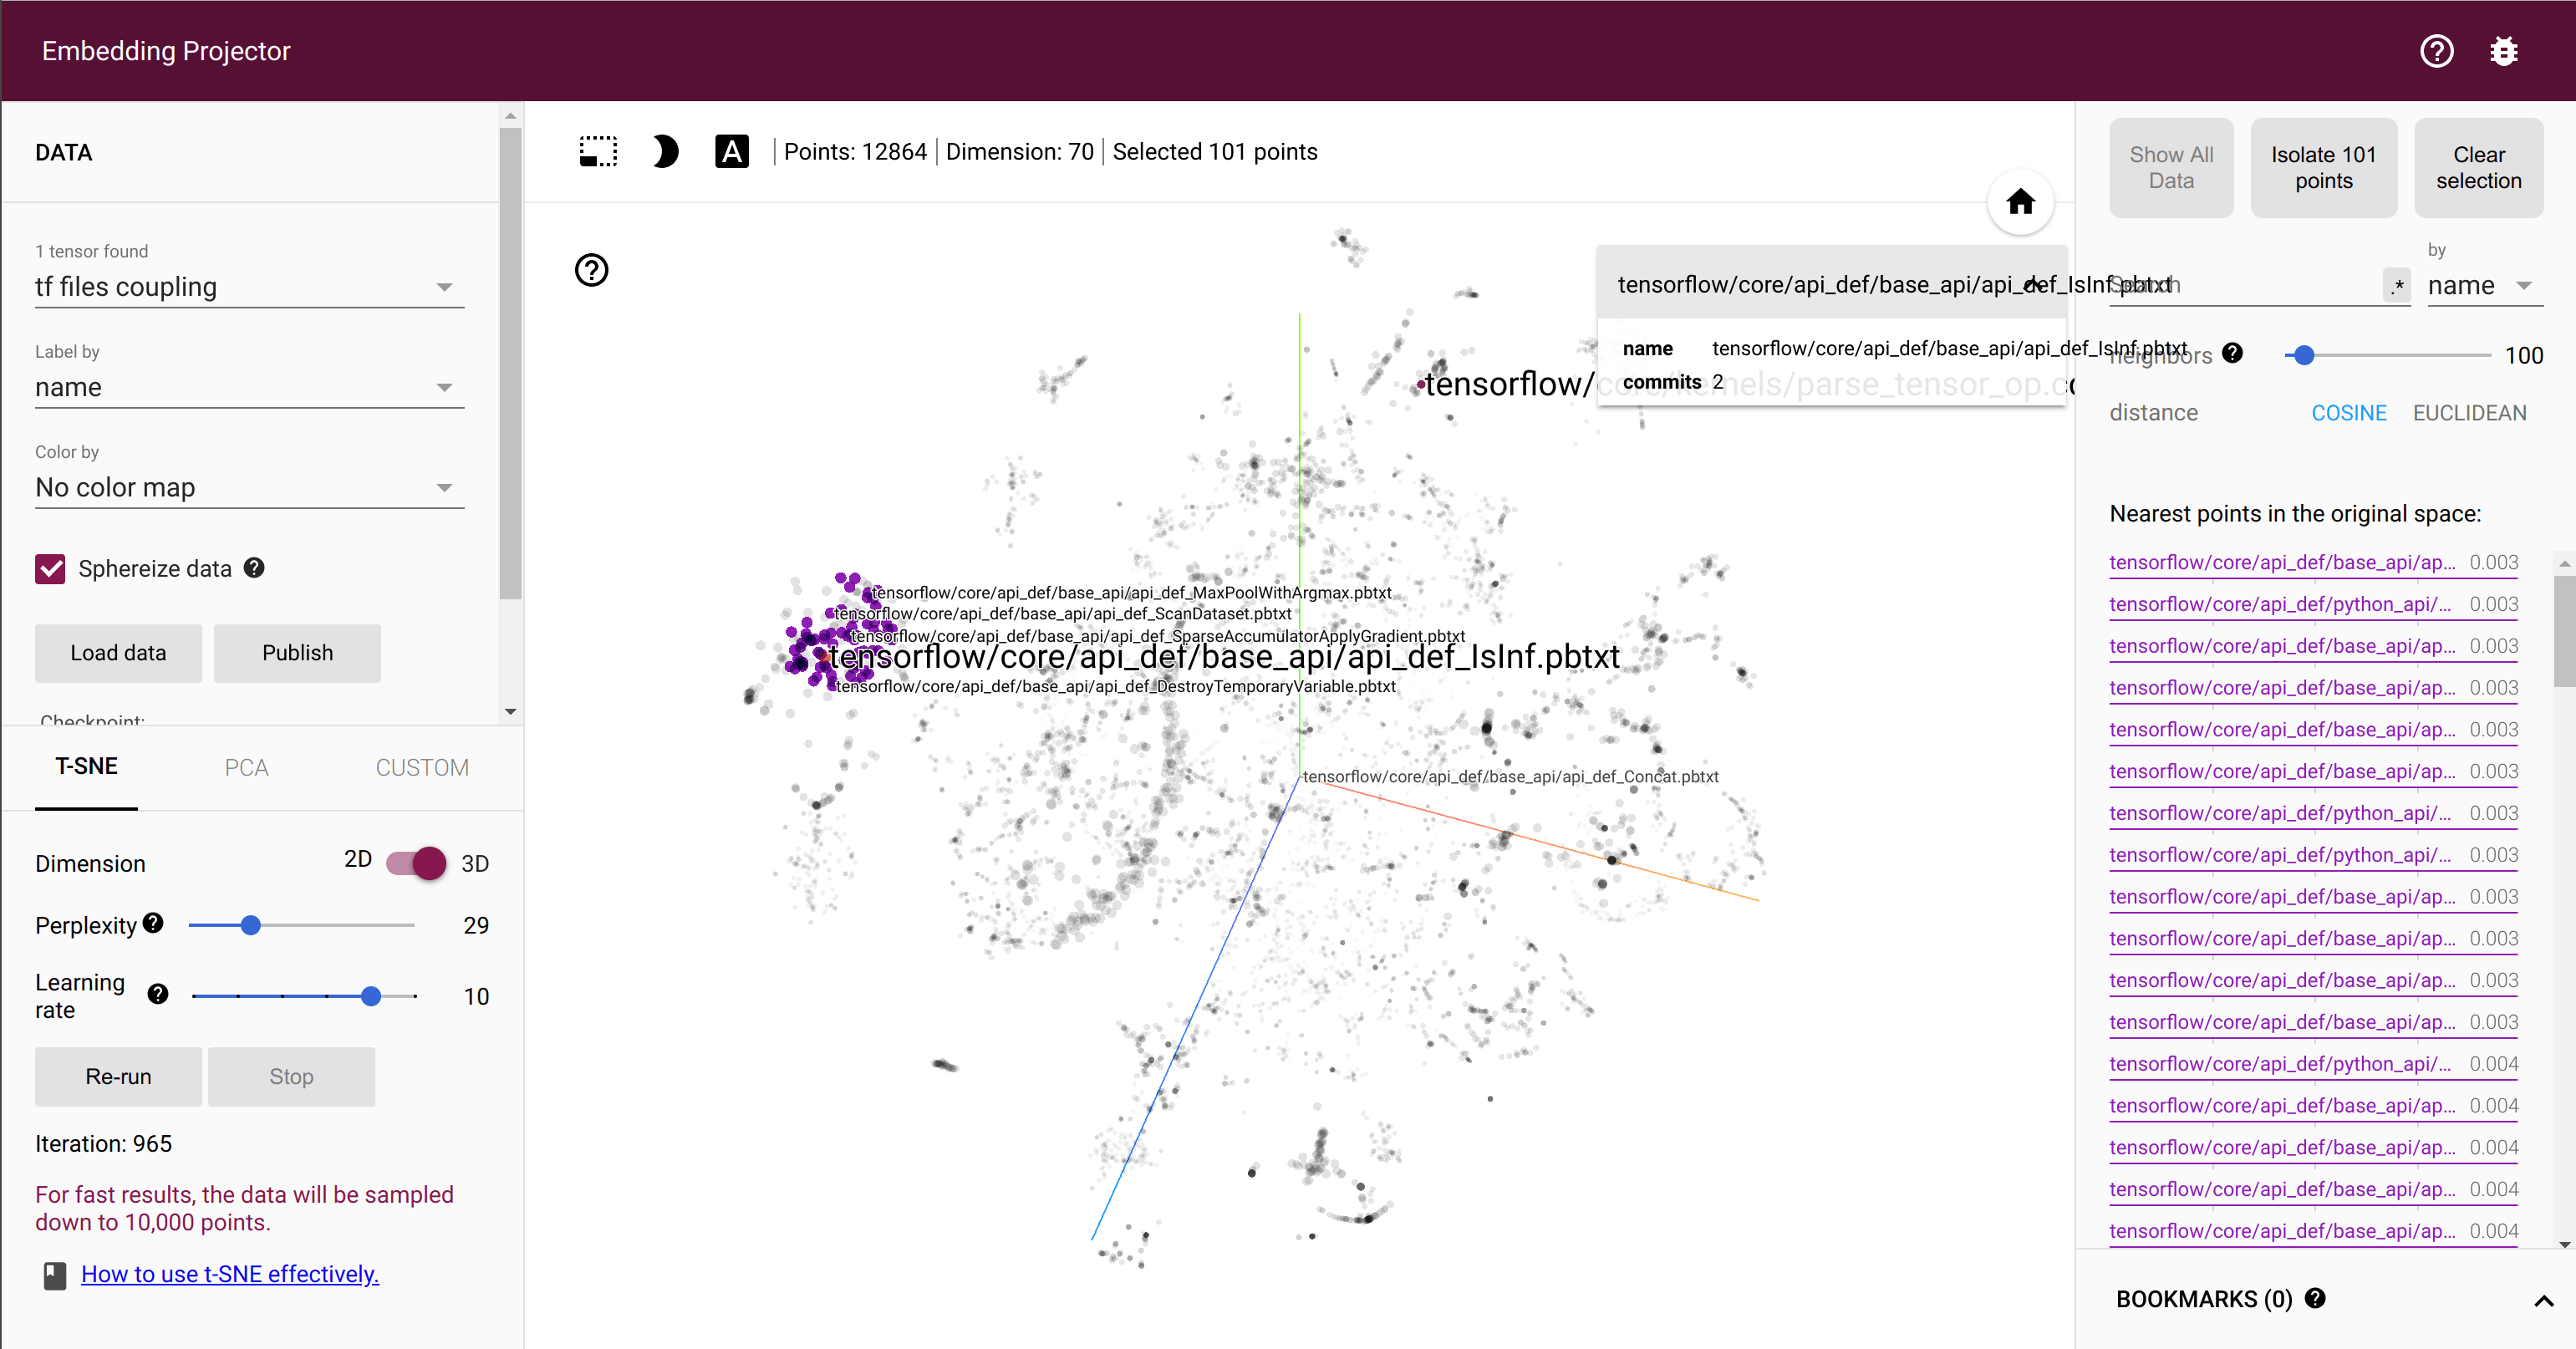 Embedding Projector
DATA
1 tensor found
tf files coupling
Label by
name
Color by
No color map
Sphereize data
Load data
Publish
Checkpoint:
T-SNE
PCA
CUSTOM
Dimension
2D
3D
Perplexity
29
Learning
rate
10
Re-run
Stop
Iteration: 965
For fast results, the data will be sampled
down to 10,000 points.
How to use t-SNE effectively.
A
Points: 12864
Dimension: 70
Selected 101 points
tensorflow/core/api_def/base_api/api_def_IsInf.pbtxt
name tensorflow/core/api_def/base_api/api_def_IsInf.pbtxt
commits 2
tensorflow/core/kernels/parse_tensor_op.cc
tensorflow/core/api_def/base_api/api_def_MaxPoolWithArgmax.pbtxt
tensorflow/core/api_def/base_api/api_def_ScanDataset.pbtxt
tensorflow/core/api_def/base_api/api_def_SparseAccumulatorApplyGradient.pbtxt
tensorflow/core/api_def/base_api/api_def_IsInf.pbtxt
tensorflow/core/api_def/base_api/api_def_DestroyTemporaryVariable.pbtxt
tensorflow/core/api_def/base_api/api_def_Concat.pbtxt
Show All
Data
Isolate 101
points
Clear
selection
Search
.*
by
name
neighbors
100
distance
COSINE
EUCLIDEAN
Nearest points in the original space:
tensorflow/core/api_def/base_api/ap... 0.003
tensorflow/core/api_def/python_api/... 0.003
tensorflow/core/api_def/base_api/ap... 0.003
tensorflow/core/api_def/base_api/ap... 0.003
tensorflow/core/api_def/base_api/ap... 0.003
tensorflow/core/api_def/base_api/ap... 0.003
tensorflow/core/api_def/python_api/... 0.003
tensorflow/core/api_def/python_api/... 0.003
tensorflow/core/api_def/base_api/ap... 0.003
tensorflow/core/api_def/base_api/ap... 0.003
tensorflow/core/api_def/base_api/ap... 0.003
tensorflow/core/api_def/base_api/ap... 0.003
tensorflow/core/api_def/python_api/... 0.004
tensorflow/core/api_def/base_api/ap... 0.004
tensorflow/core/api_def/base_api/ap... 0.004
tensorflow/core/api_def/base_api/ap... 0.004
tensorflow/core/api_def/base_api/ap... 0.004
BOOKMARKS (0)